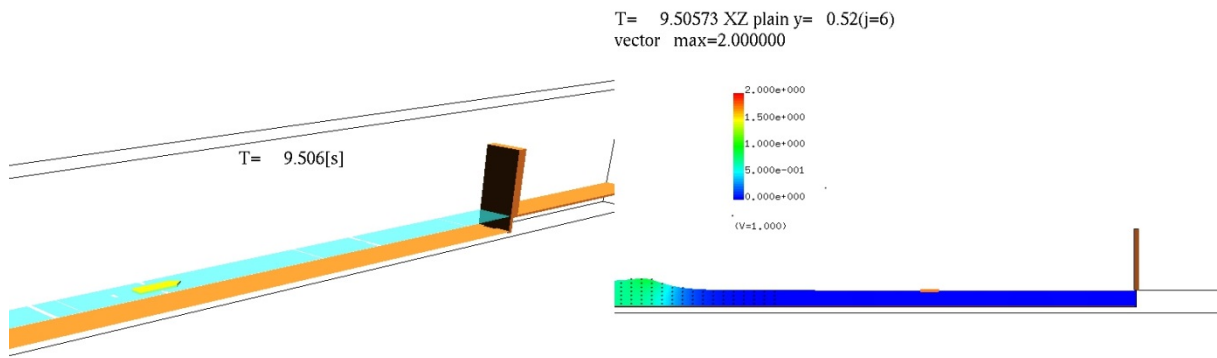 T= 9.506[s]
T= 9.50573 XZ plain y= 0.52(j=6)
vector max=2.000000
2.000e+000
1.500e+000
1.000e+000
5.000e-001
0.000e+000
(V=1.000)